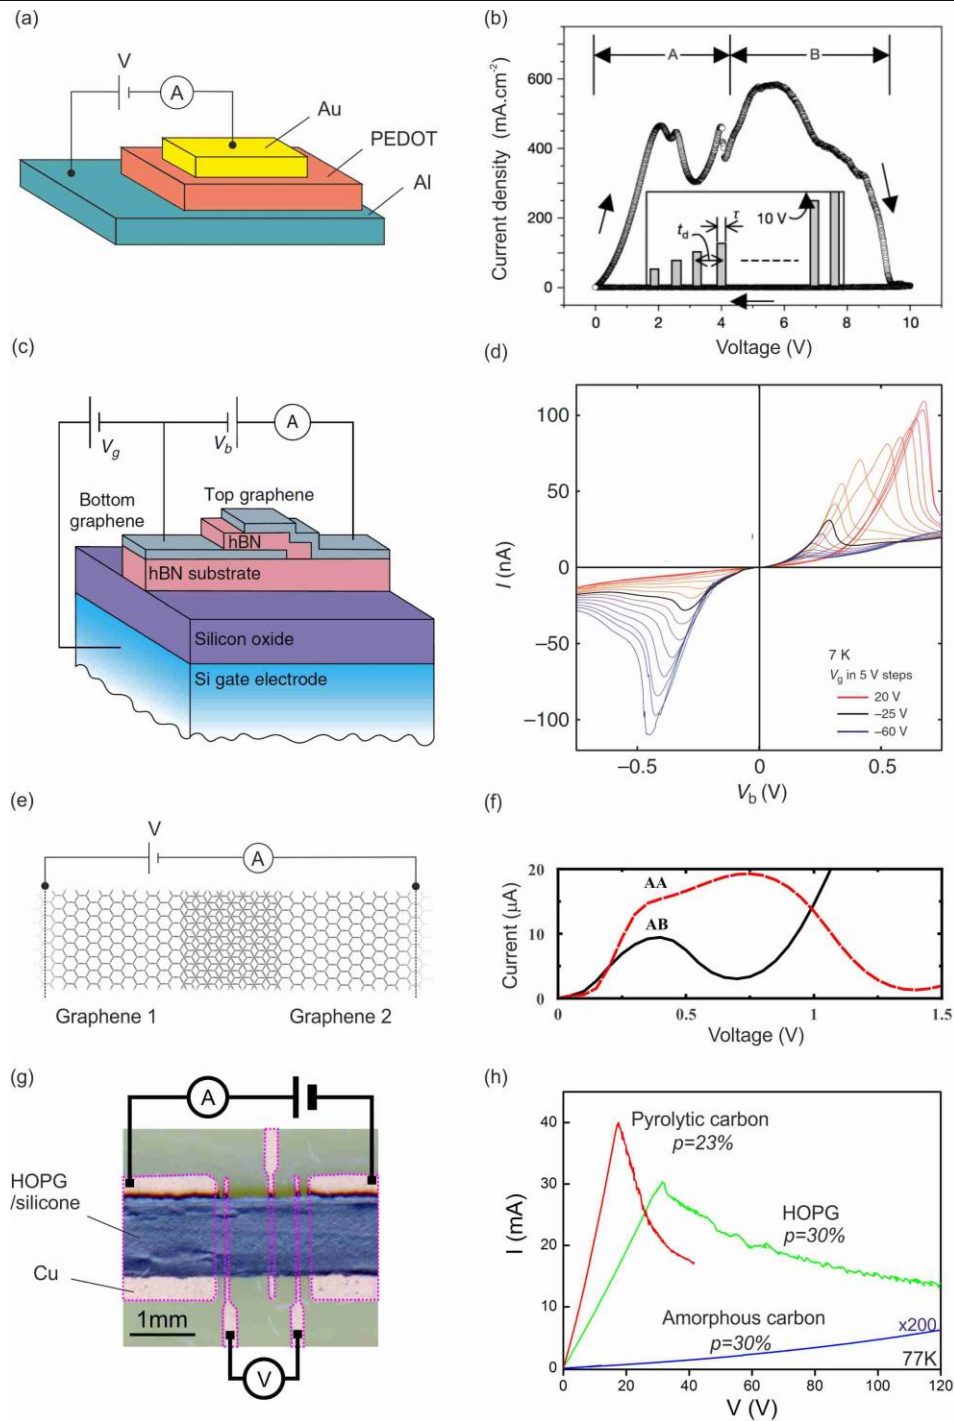 (a)
V
A
Au
PEDOT
Al
(b)
Current density (mA.cm⁻²)
600
400
200
0
A
B
t_d
τ
10 V
0 2 4 6 8 10
Voltage (V)
(c)
V_g
V_b
A
Top graphene
Bottom graphene
hBN
hBN substrate
Silicon oxide
Si gate electrode
(d)
I (nA)
100
50
0
−50
−100
7 K
V_g in 5 V steps
20 V
−25 V
−60 V
−0.5 0 0.5
V_b (V)
(e)
V
A
Graphene 1
Graphene 2
(f)
Current (μA)
20
10
0
AA
AB
0 0.5 1 1.5
Voltage (V)
(g)
A
HOPG
/silicone
Cu
1mm
V
(h)
I (mA)
40
30
20
10
0
Pyrolytic carbon
p=23%
HOPG
p=30%
Amorphous carbon
p=30%
x200
77K
0 20 40 60 80 100 120
V (V)